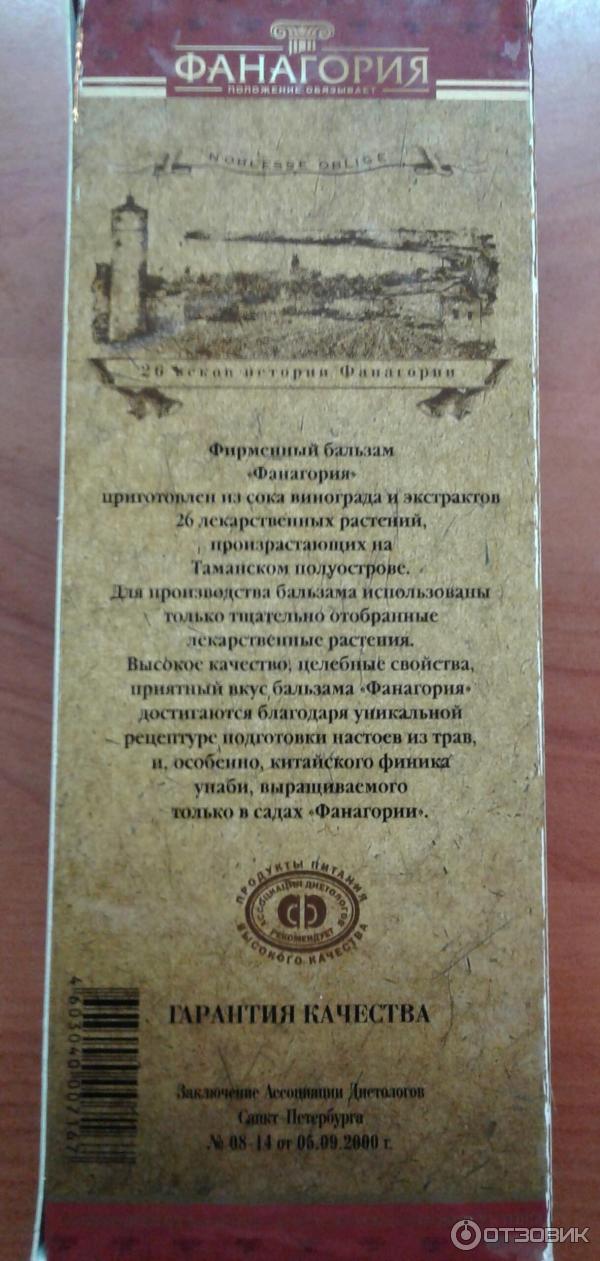 ФАНАГОРИЯ
ПОЛОЖЕНИЕ ОБЯЗЫВАЕТ
NOBLESSE OBLIGE
26 веков истории Фанагории
Фирменный бальзам
«Фанагория»
приготовлен из сока винограда и экстрактов
26 лекарственных растений,
произрастающих на
Таманском полуострове.
Для производства бальзама использованы
только тщательно отобранные
лекарственные растения.
Высокое качество, целебные свойства,
приятный вкус бальзама «Фанагория»
достигаются благодаря уникальной
рецептуре подготовки настоев из трав,
и, особенно, китайского финика
унаби, выращиваемого
только в садах «Фанагории».
ПРОДУКТЫ ПИТАНИЯ
АССОЦИАЦИЯ ДИЕТОЛОГОВ
РЕКОМЕНДУЕТ
ВЫСОКОГО КАЧЕСТВА
ГАРАНТИЯ КАЧЕСТВА
Заключение Ассоциации Диетологов
Санкт-Петербурга
№ 08-14 от 05.09.2000 г.
ОТЗОВИК